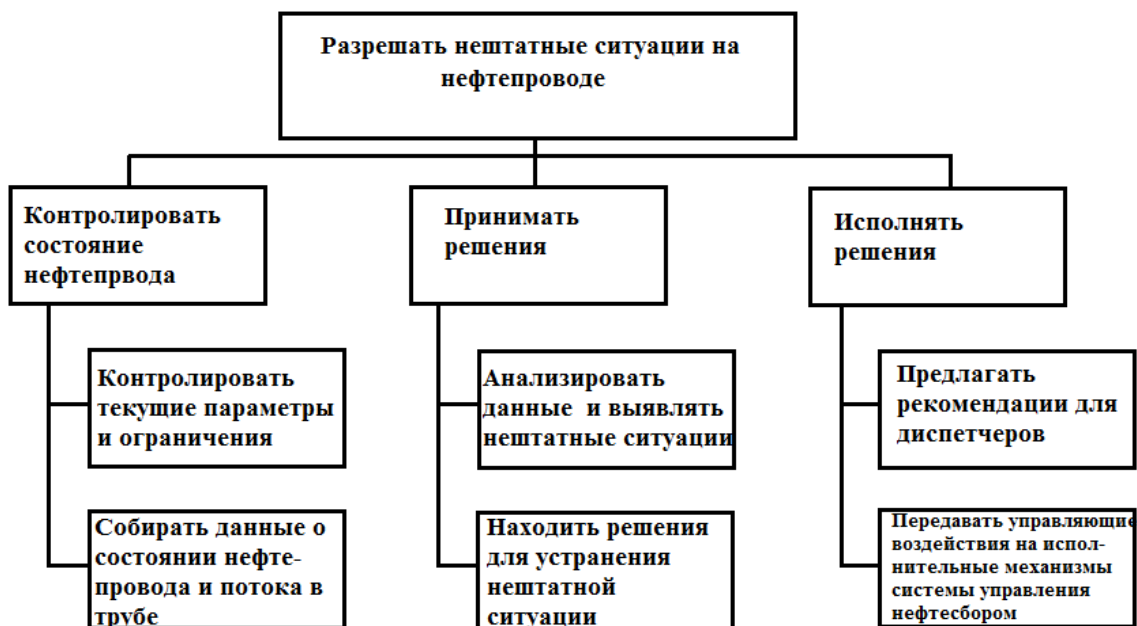 Разрешать нештатные ситуации на
нефтепроводе
Контролировать
состояние
нефтепрвода
Принимать
решения
Исполнять
решения
Контролировать
текущие параметры
и ограничения
Анализировать
данные и выявлять
нештатные ситуации
Предлагать
рекомендации для
диспетчеров
Собирать данные о
состоянии нефте-
провода и потока в
трубе
Находить решения
для устранения
нештатной
ситуации
Передавать управляющие
воздействия на испол-
нительные механизмы
системы управления
нефтесбором